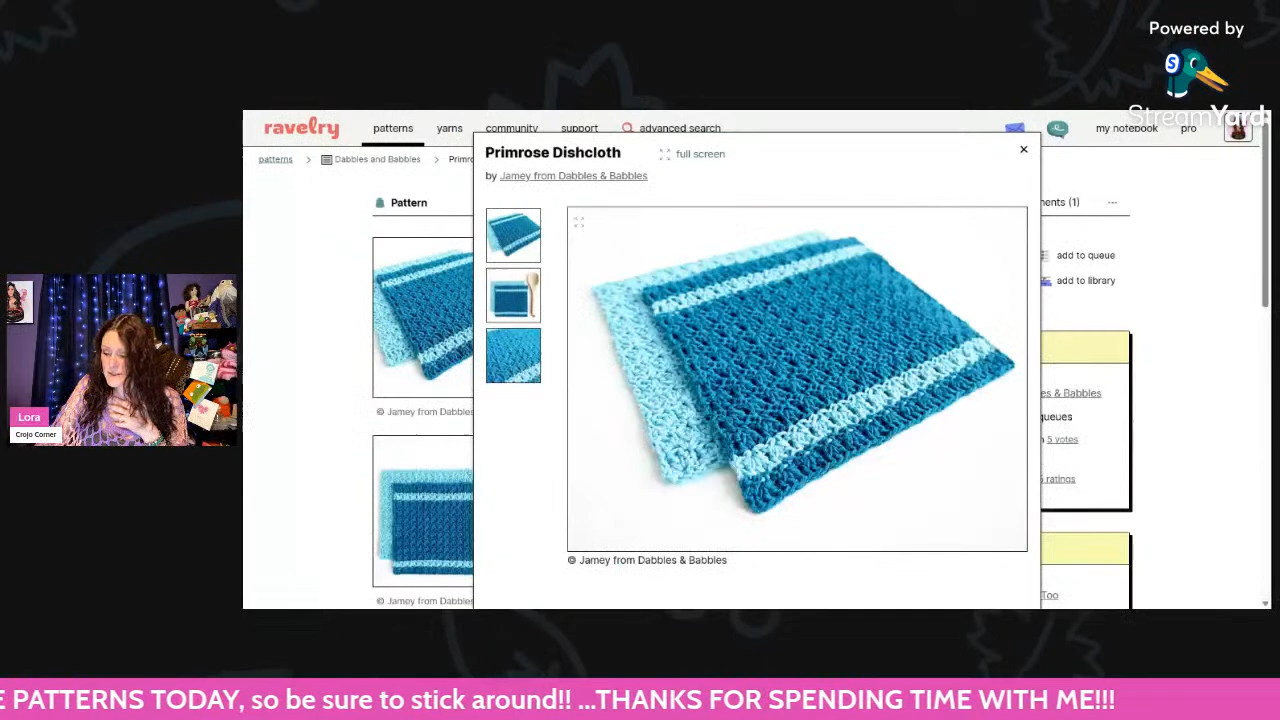 Powered by
StreamYard
ravelry
patterns
yarns
community
support
advanced search
my notebook
pro
patterns
Dabbles and Babbles
Primro
Primrose Dishcloth
full screen
by Jamey from Dabbles & Babbles
Pattern
ments (1)
add to queue
add to library
© Jamey from Dabbles
es & Babbles
queues
5 votes
ratings
© Jamey from Dabbles & Babbles
© Jamey from Dabbles
Too
Lora
Crojo Corner
E PATTERNS TODAY, so be sure to stick around!! ...THANKS FOR SPENDING TIME WITH ME!!!